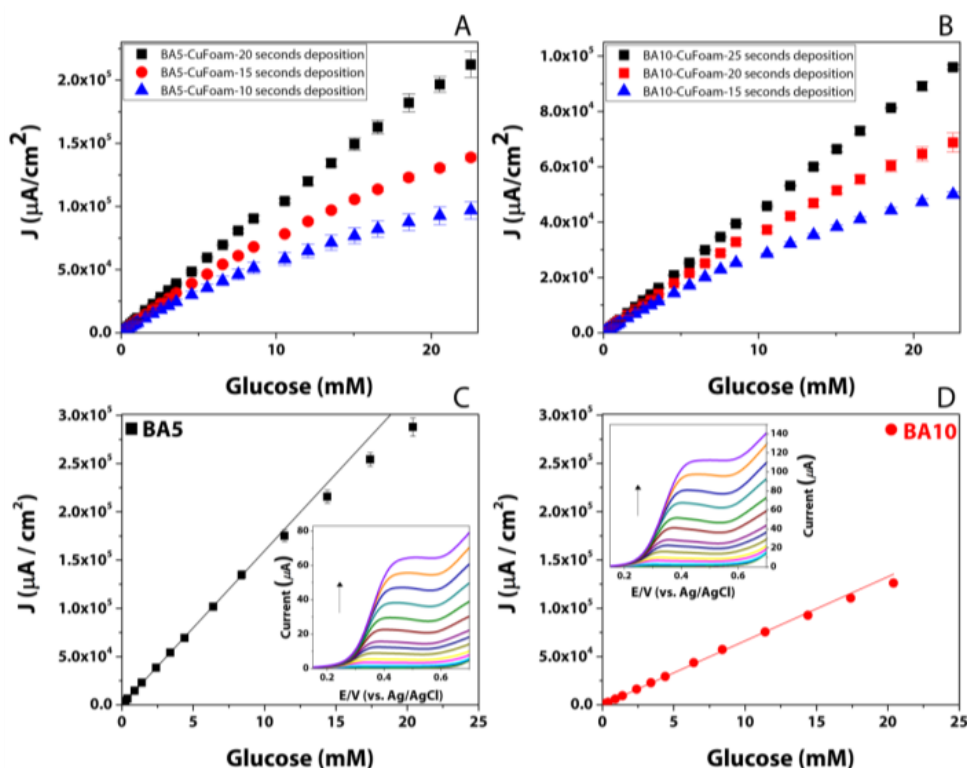 A
BA5-CuFoam-20 seconds deposition
BA5-CuFoam-15 seconds deposition
BA5-CuFoam-10 seconds deposition
2.0x10⁵
1.5x10⁵
1.0x10⁵
5.0x10⁴
0.0
J (µA/cm²)
0 5 10 15 20
Glucose (mM)
B
BA10-CuFoam-25 seconds deposition
BA10-CuFoam-20 seconds deposition
BA10-CuFoam-15 seconds deposition
1.0x10⁵
8.0x10⁴
6.0x10⁴
4.0x10⁴
2.0x10⁴
0.0
J (µA/cm²)
0 5 10 15 20
Glucose (mM)
C
BA5
3.0x10⁵
2.5x10⁵
2.0x10⁵
1.5x10⁵
1.0x10⁵
5.0x10⁴
0.0
J (µA / cm²)
0 5 10 15 20 25
Glucose (mM)
80
60
40
20
0
Current (µA)
0.2 0.4 0.6
E/V (vs. Ag/AgCl)
D
BA10
3.0x10⁵
2.5x10⁵
2.0x10⁵
1.5x10⁵
1.0x10⁵
5.0x10⁴
0.0
J (µA / cm²)
0 5 10 15 20 25
Glucose (mM)
140
120
100
80
60
40
20
0
Current (µA)
0.2 0.4 0.6
E/V (vs. Ag/AgCl)